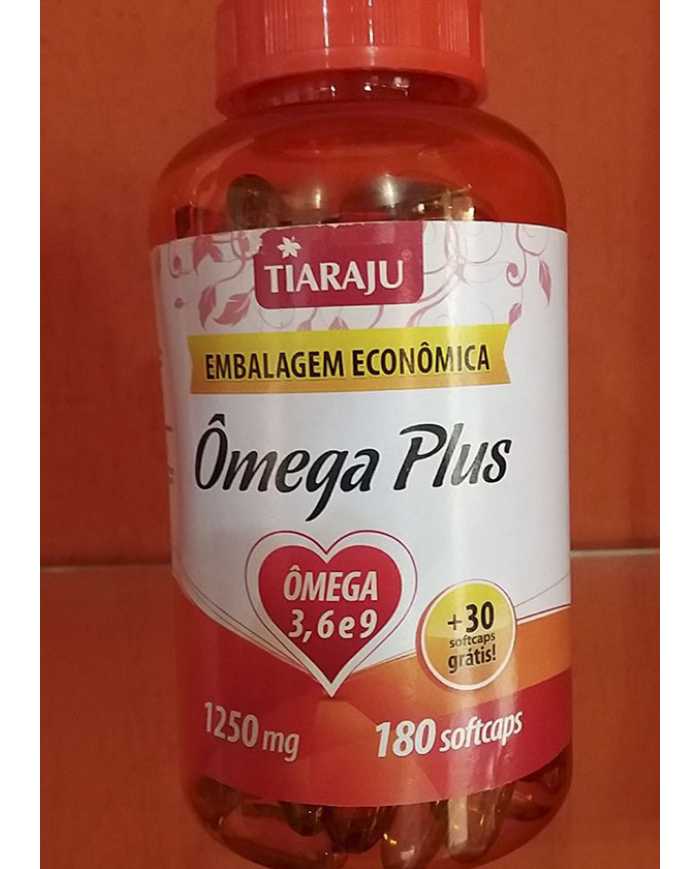 TIARAJU
EMBALAGEM ECONÔMICA
Ômega Plus
ÔMEGA
3, 6 e 9
+30
softcaps
grátis!
1250 mg
180 softcaps